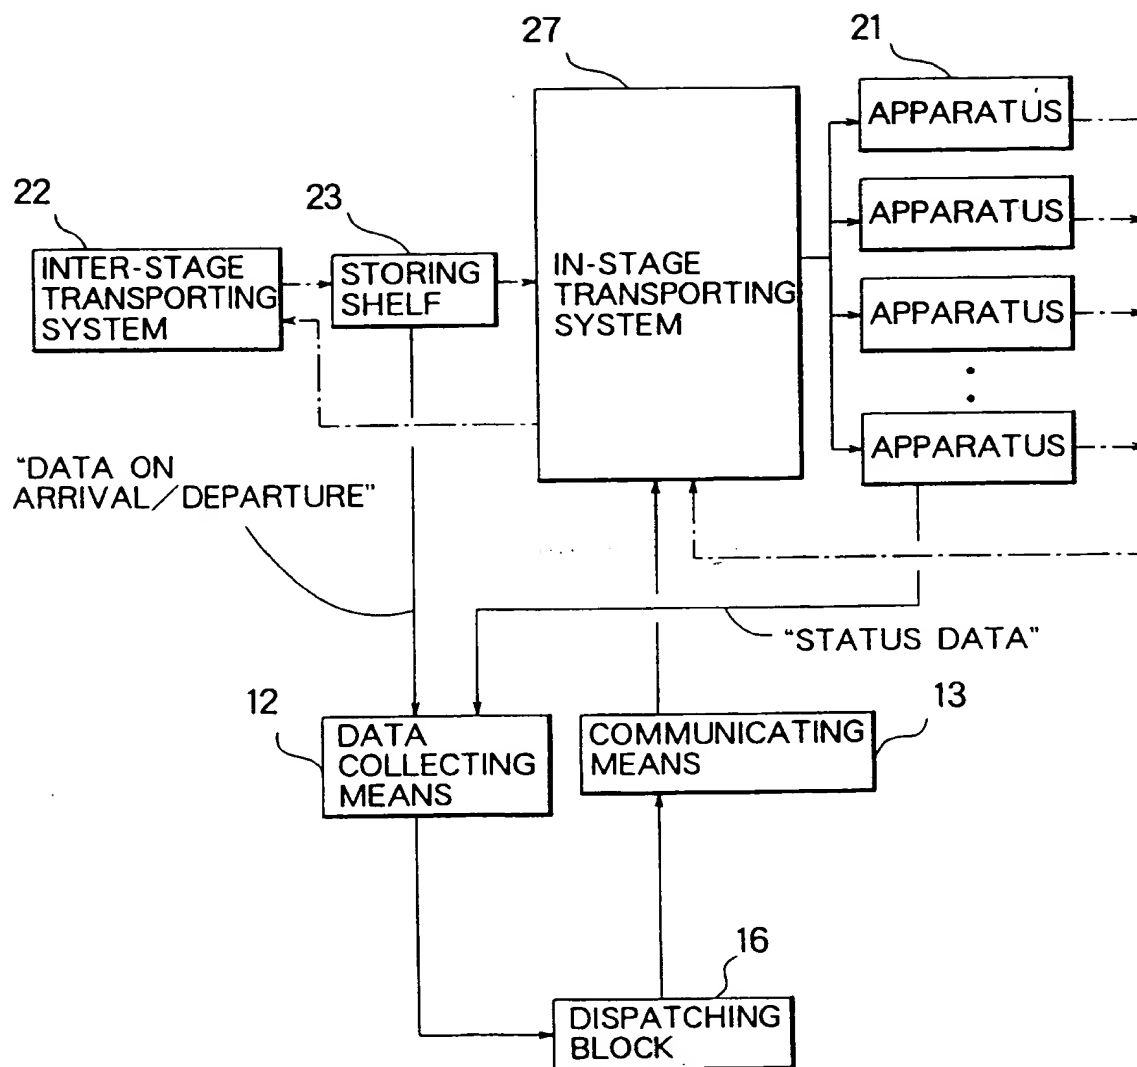 27
21
APPARATUS
22
23
APPARATUS
INTER-STAGE
TRANSPORTING
SYSTEM
STORING
SHELF
IN-STAGE
TRANSPORTING
SYSTEM
APPARATUS
APPARATUS
"DATA ON
ARRIVAL/DEPARTURE"
"STATUS DATA"
12
13
DATA
COLLECTING
MEANS
COMMUNICATING
MEANS
16
DISPATCHING
BLOCK